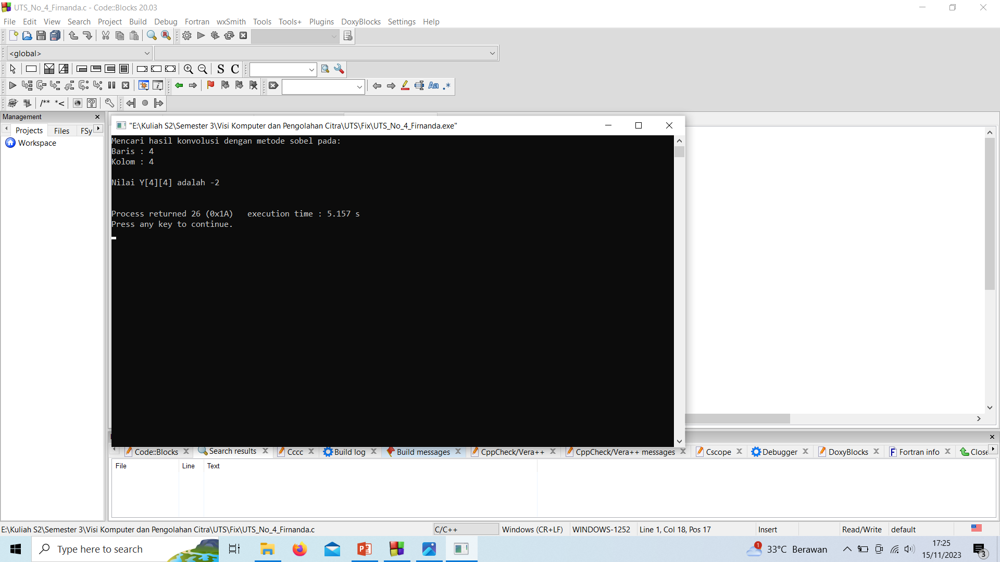 UTS_No_4_Firnanda.c - Code::Blocks 20.03
File Edit View Search Project Build Debug Fortran wxSmith Tools Tools+ Plugins DoxyBlocks Settings Help
<global>
S C
Aa .*
/** *<
Management
Projects Files FSy
Workspace
"E:\Kuliah S2\Semester 3\Visi Komputer dan Pengolahan Citra\UTS\Fix\UTS_No_4_Firnanda.exe"
Mencari hasil konvolusi dengan metode sobel pada:
Baris : 4
Kolom : 4
Nilai Y[4][4] adalah -2
Process returned 26 (0x1A)   execution time : 5.157 s
Press any key to continue.
Code::Blocks Search results Cccc Build log Build messages CppCheck/Vera++ CppCheck/Vera++ messages Cscope Debugger DoxyBlocks Fortran info Close
File Line Text
E:\Kuliah S2\Semester 3\Visi Komputer dan Pengolahan Citra\UTS\Fix\UTS_No_4_Firnanda.c C/C++ Windows (CR+LF) WINDOWS-1252 Line 1, Col 18, Pos 17 Insert Read/Write default
Type here to search
1 33°C Berawan
17:25
15/11/2023
3